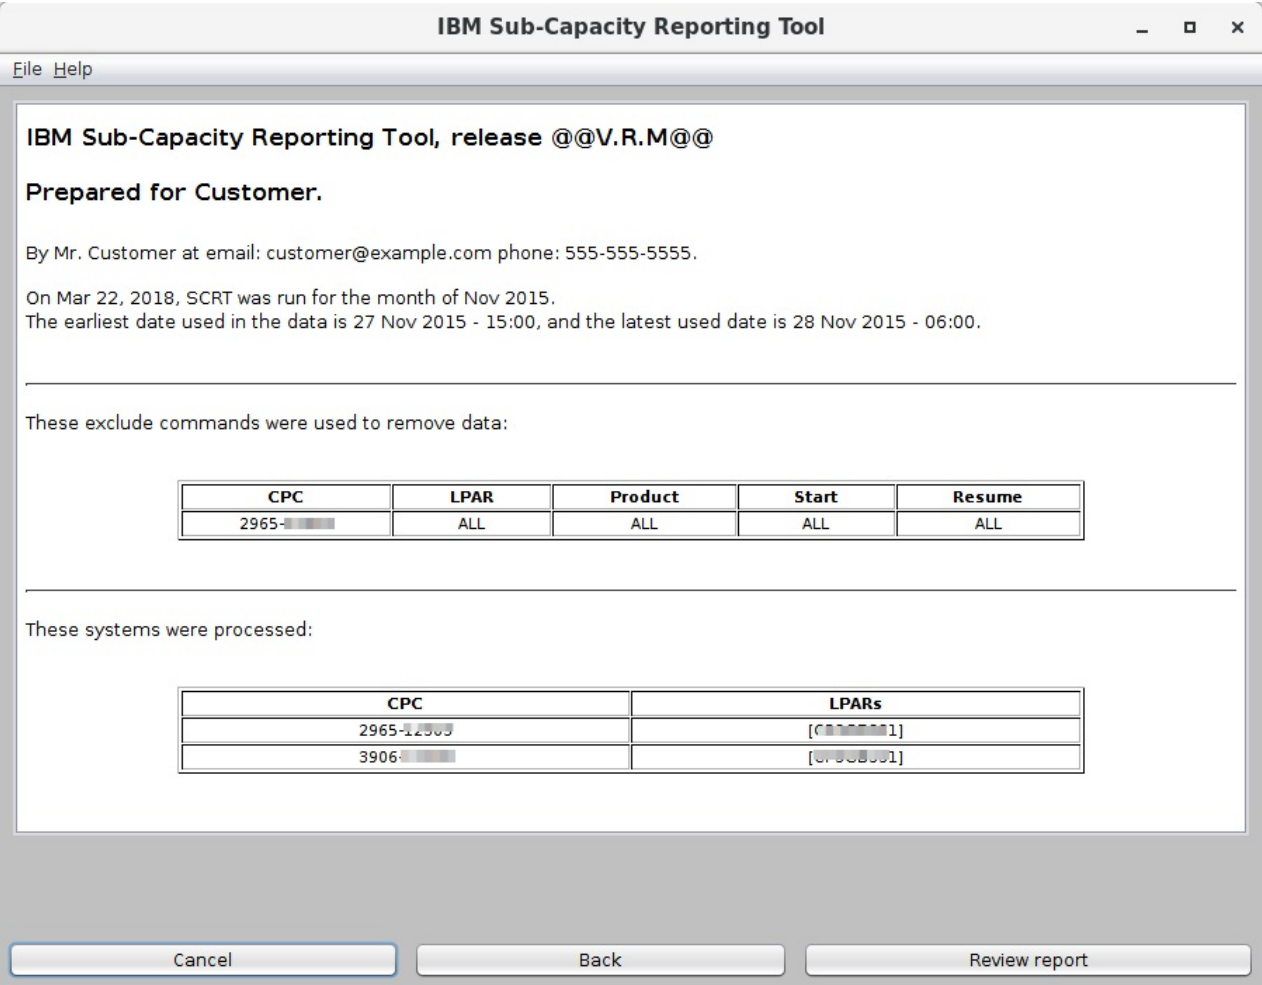 IBM Sub-Capacity Reporting Tool
File Help
IBM Sub-Capacity Reporting Tool, release @@V.R.M@@
Prepared for Customer.
By Mr. Customer at email: customer@example.com phone: 555-555-5555.
On Mar 22, 2018, SCRT was run for the month of Nov 2015.
The earliest date used in the data is 27 Nov 2015 - 15:00, and the latest used date is 28 Nov 2015 - 06:00.
These exclude commands were used to remove data:
CPC LPAR Product Start Resume
2965- ALL ALL ALL ALL
These systems were processed:
CPC LPARs
2965-
3906-
Cancel Back Review report